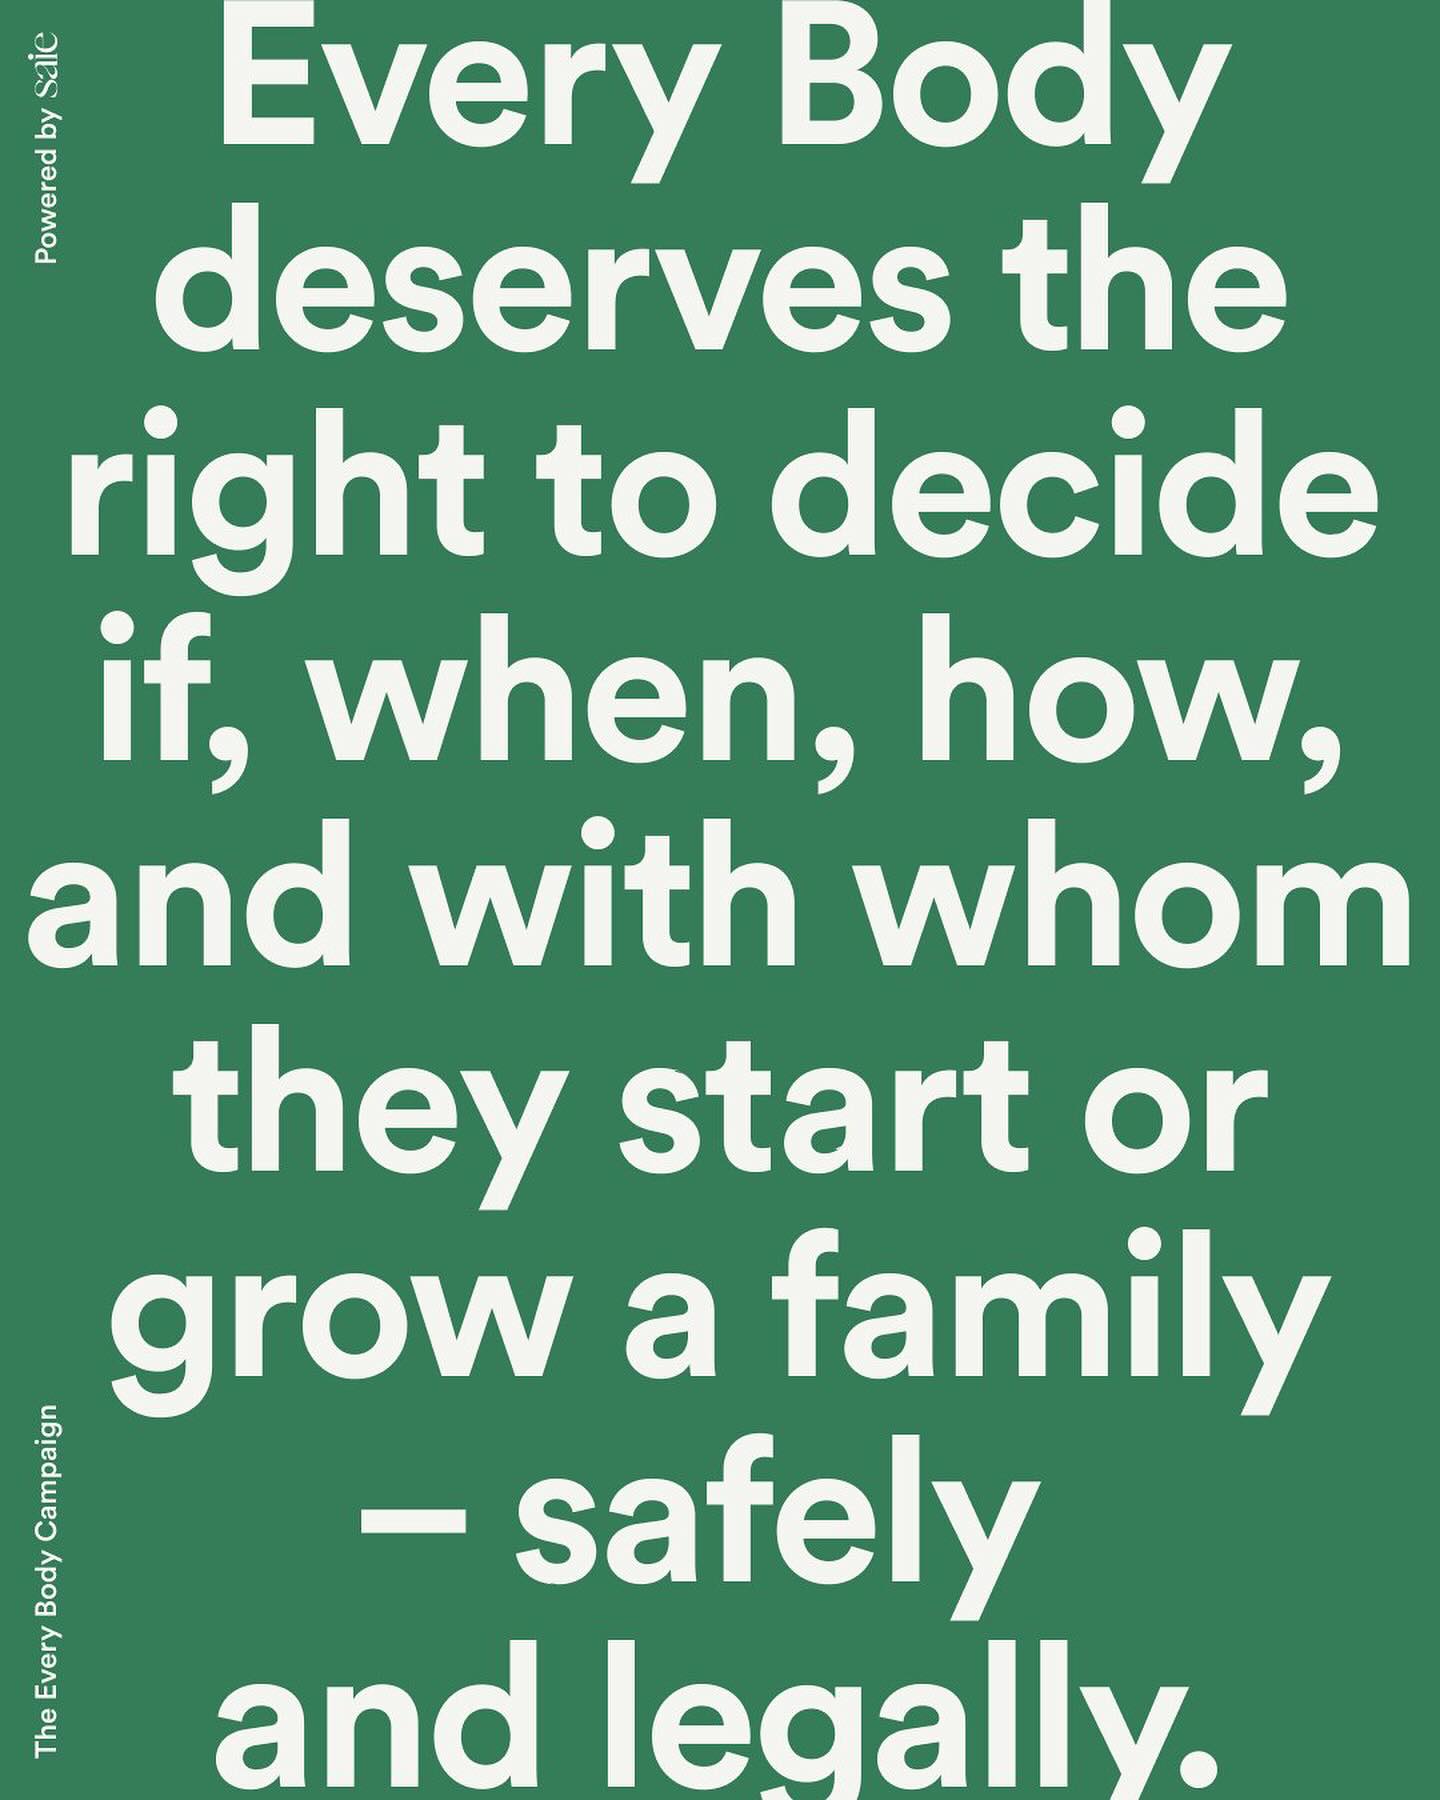 Powered by saie
Every Body
deserves the
right to decide
if, when, how,
and with whom
they start or
grow a family
– safely
and legally.
The Every Body Campaign